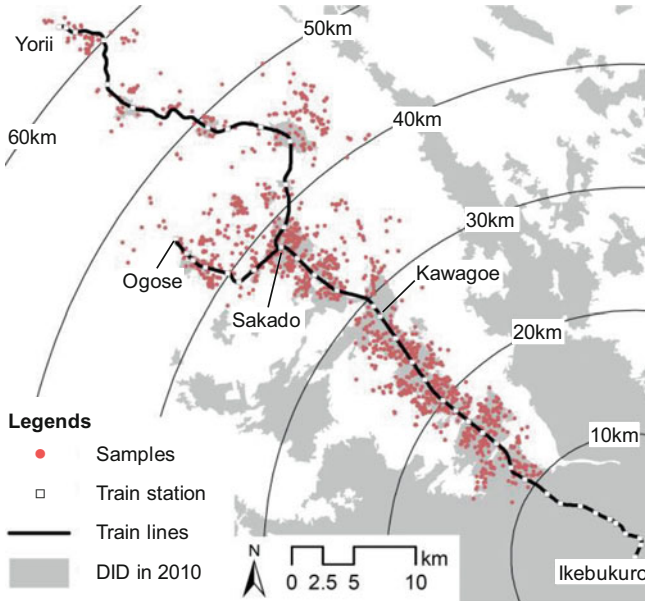 Yorii
50km
60km
40km
30km
Ogose
Kawagoe
Sakado
20km
10km
Legends
Samples
Train station
Train lines
DID in 2010
N
km
0 2.5 5 10
Ikebukuro